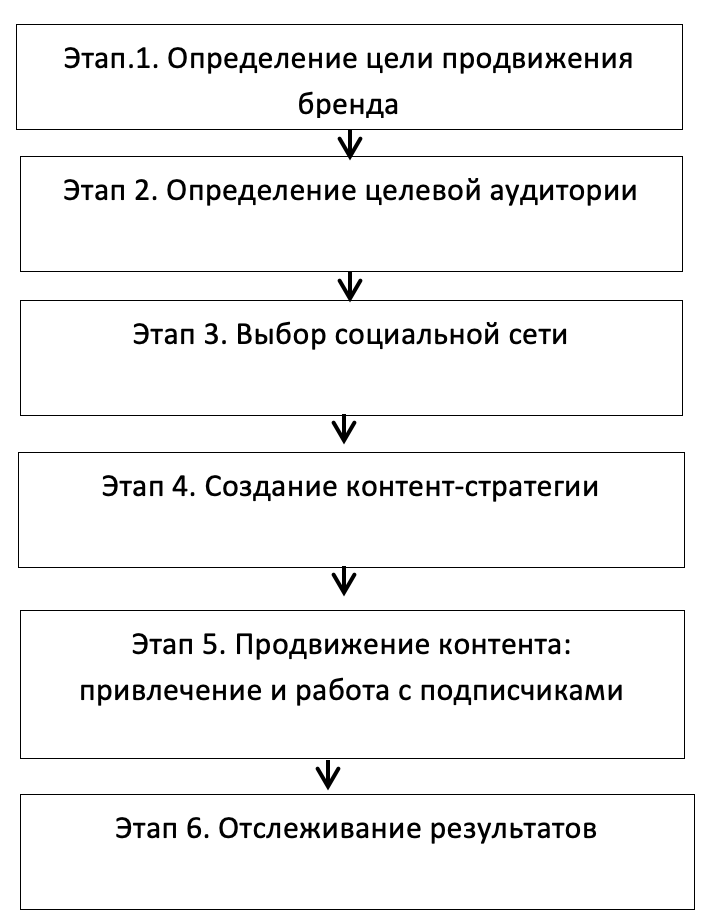 Этап.1. Определение цели продвижения
бренда
Этап 2. Определение целевой аудитории
Этап 3. Выбор социальной сети
Этап 4. Создание контент-стратегии
Этап 5. Продвижение контента:
привлечение и работа с подписчиками
Этап 6. Отслеживание результатов